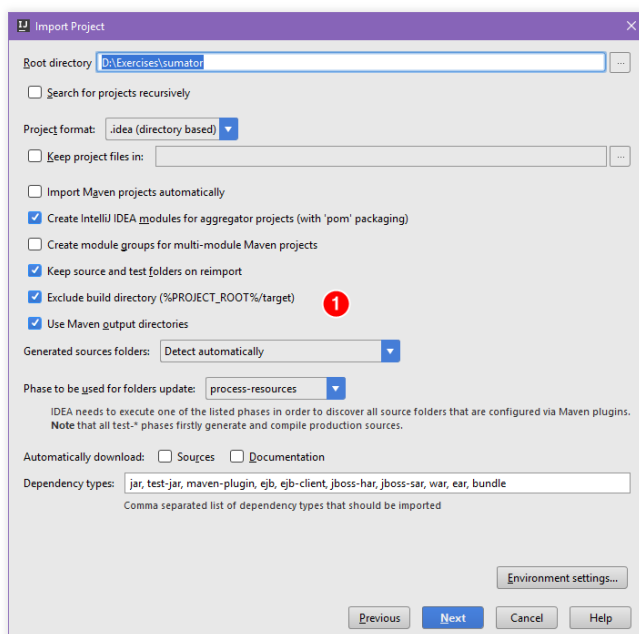 Import Project
Root directory D:\Exercises\sumator ...
Search for projects recursively
Project format: .idea (directory based)
Keep project files in: ...
Import Maven projects automatically
Create IntelliJ IDEA modules for aggregator projects (with 'pom' packaging)
Create module groups for multi-module Maven projects
Keep source and test folders on reimport
Exclude build directory (%PROJECT_ROOT%/target)
1
Use Maven output directories
Generated sources folders: Detect automatically
Phase to be used for folders update: process-resources
IDEA needs to execute one of the listed phases in order to discover all source folders that are configured via Maven plugins.
Note that all test-* phases firstly generate and compile production sources.
Automatically download: Sources Documentation
Dependency types: jar, test-jar, maven-plugin, ejb, ejb-client, jboss-har, jboss-sar, war, ear, bundle
Comma separated list of dependency types that should be imported
Environment settings...
Previous Next Cancel Help